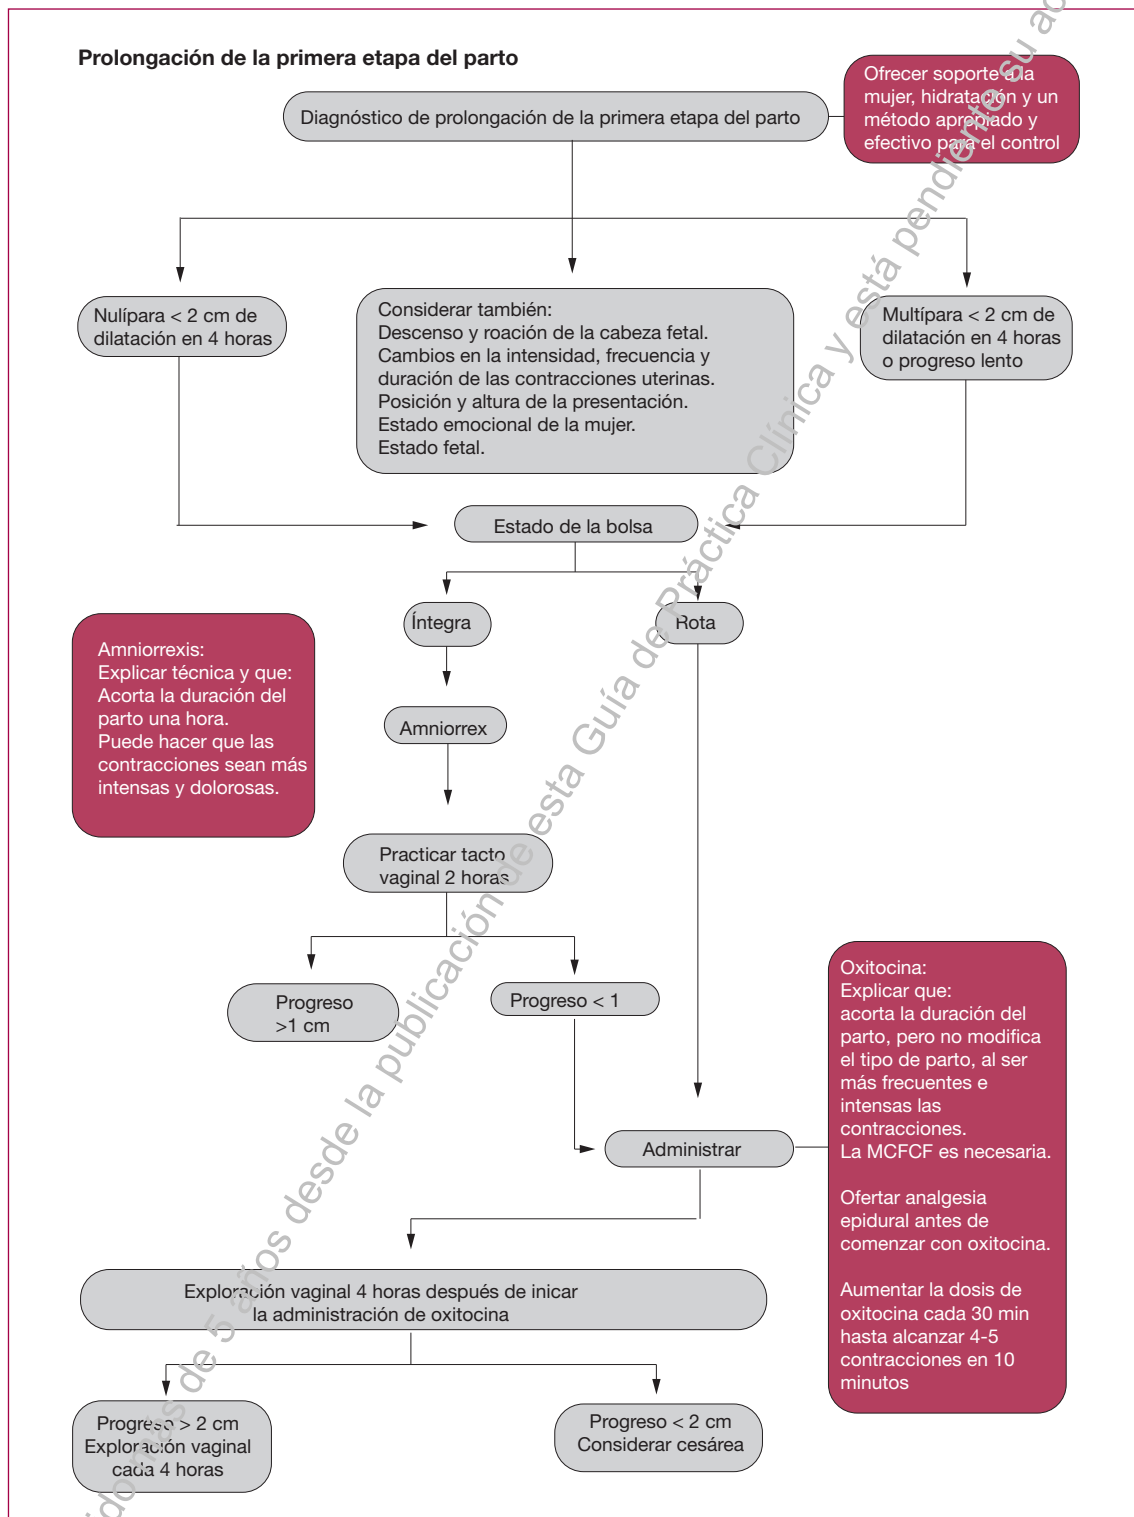 Prolongación de la primera etapa del parto
Diagnóstico de prolongación de la primera etapa del parto
Ofrecer soporte a la
mujer, hidratación y un
método apropiado y
efectivo para el control
Nulípara < 2 cm de
dilatación en 4 horas
Considerar también:
Descenso y roación de la cabeza fetal.
Cambios en la intensidad, frecuencia y
duración de las contracciones uterinas.
Posición y altura de la presentación.
Estado emocional de la mujer.
Estado fetal.
Multípara < 2 cm de
dilatación en 4 horas
o progreso lento
Estado de la bolsa
Íntegra
Rota
Amniorrexis:
Explicar técnica y que:
Acorta la duración del
parto una hora.
Puede hacer que las
contracciones sean más
intensas y dolorosas.
Amniorrex
Practicar tacto
vaginal 2 horas
Progreso
>1 cm
Progreso < 1
Oxitocina:
Explicar que:
acorta la duración del
parto, pero no modifica
el tipo de parto, al ser
más frecuentes e
intensas las
contracciones.
La MCFCF es necesaria.
Ofertar analgesia
epidural antes de
comenzar con oxitocina.
Aumentar la dosis de
oxitocina cada 30 min
hasta alcanzar 4-5
contracciones en 10
minutos
Administrar
Exploración vaginal 4 horas después de inicar
la administración de oxitocina
Progreso > 2 cm
Exploración vaginal
cada 4 horas
Progreso < 2 cm
Considerar cesárea
más de 5 años desde la publicación de esta Guía de Práctica Clínica y está pendiente su